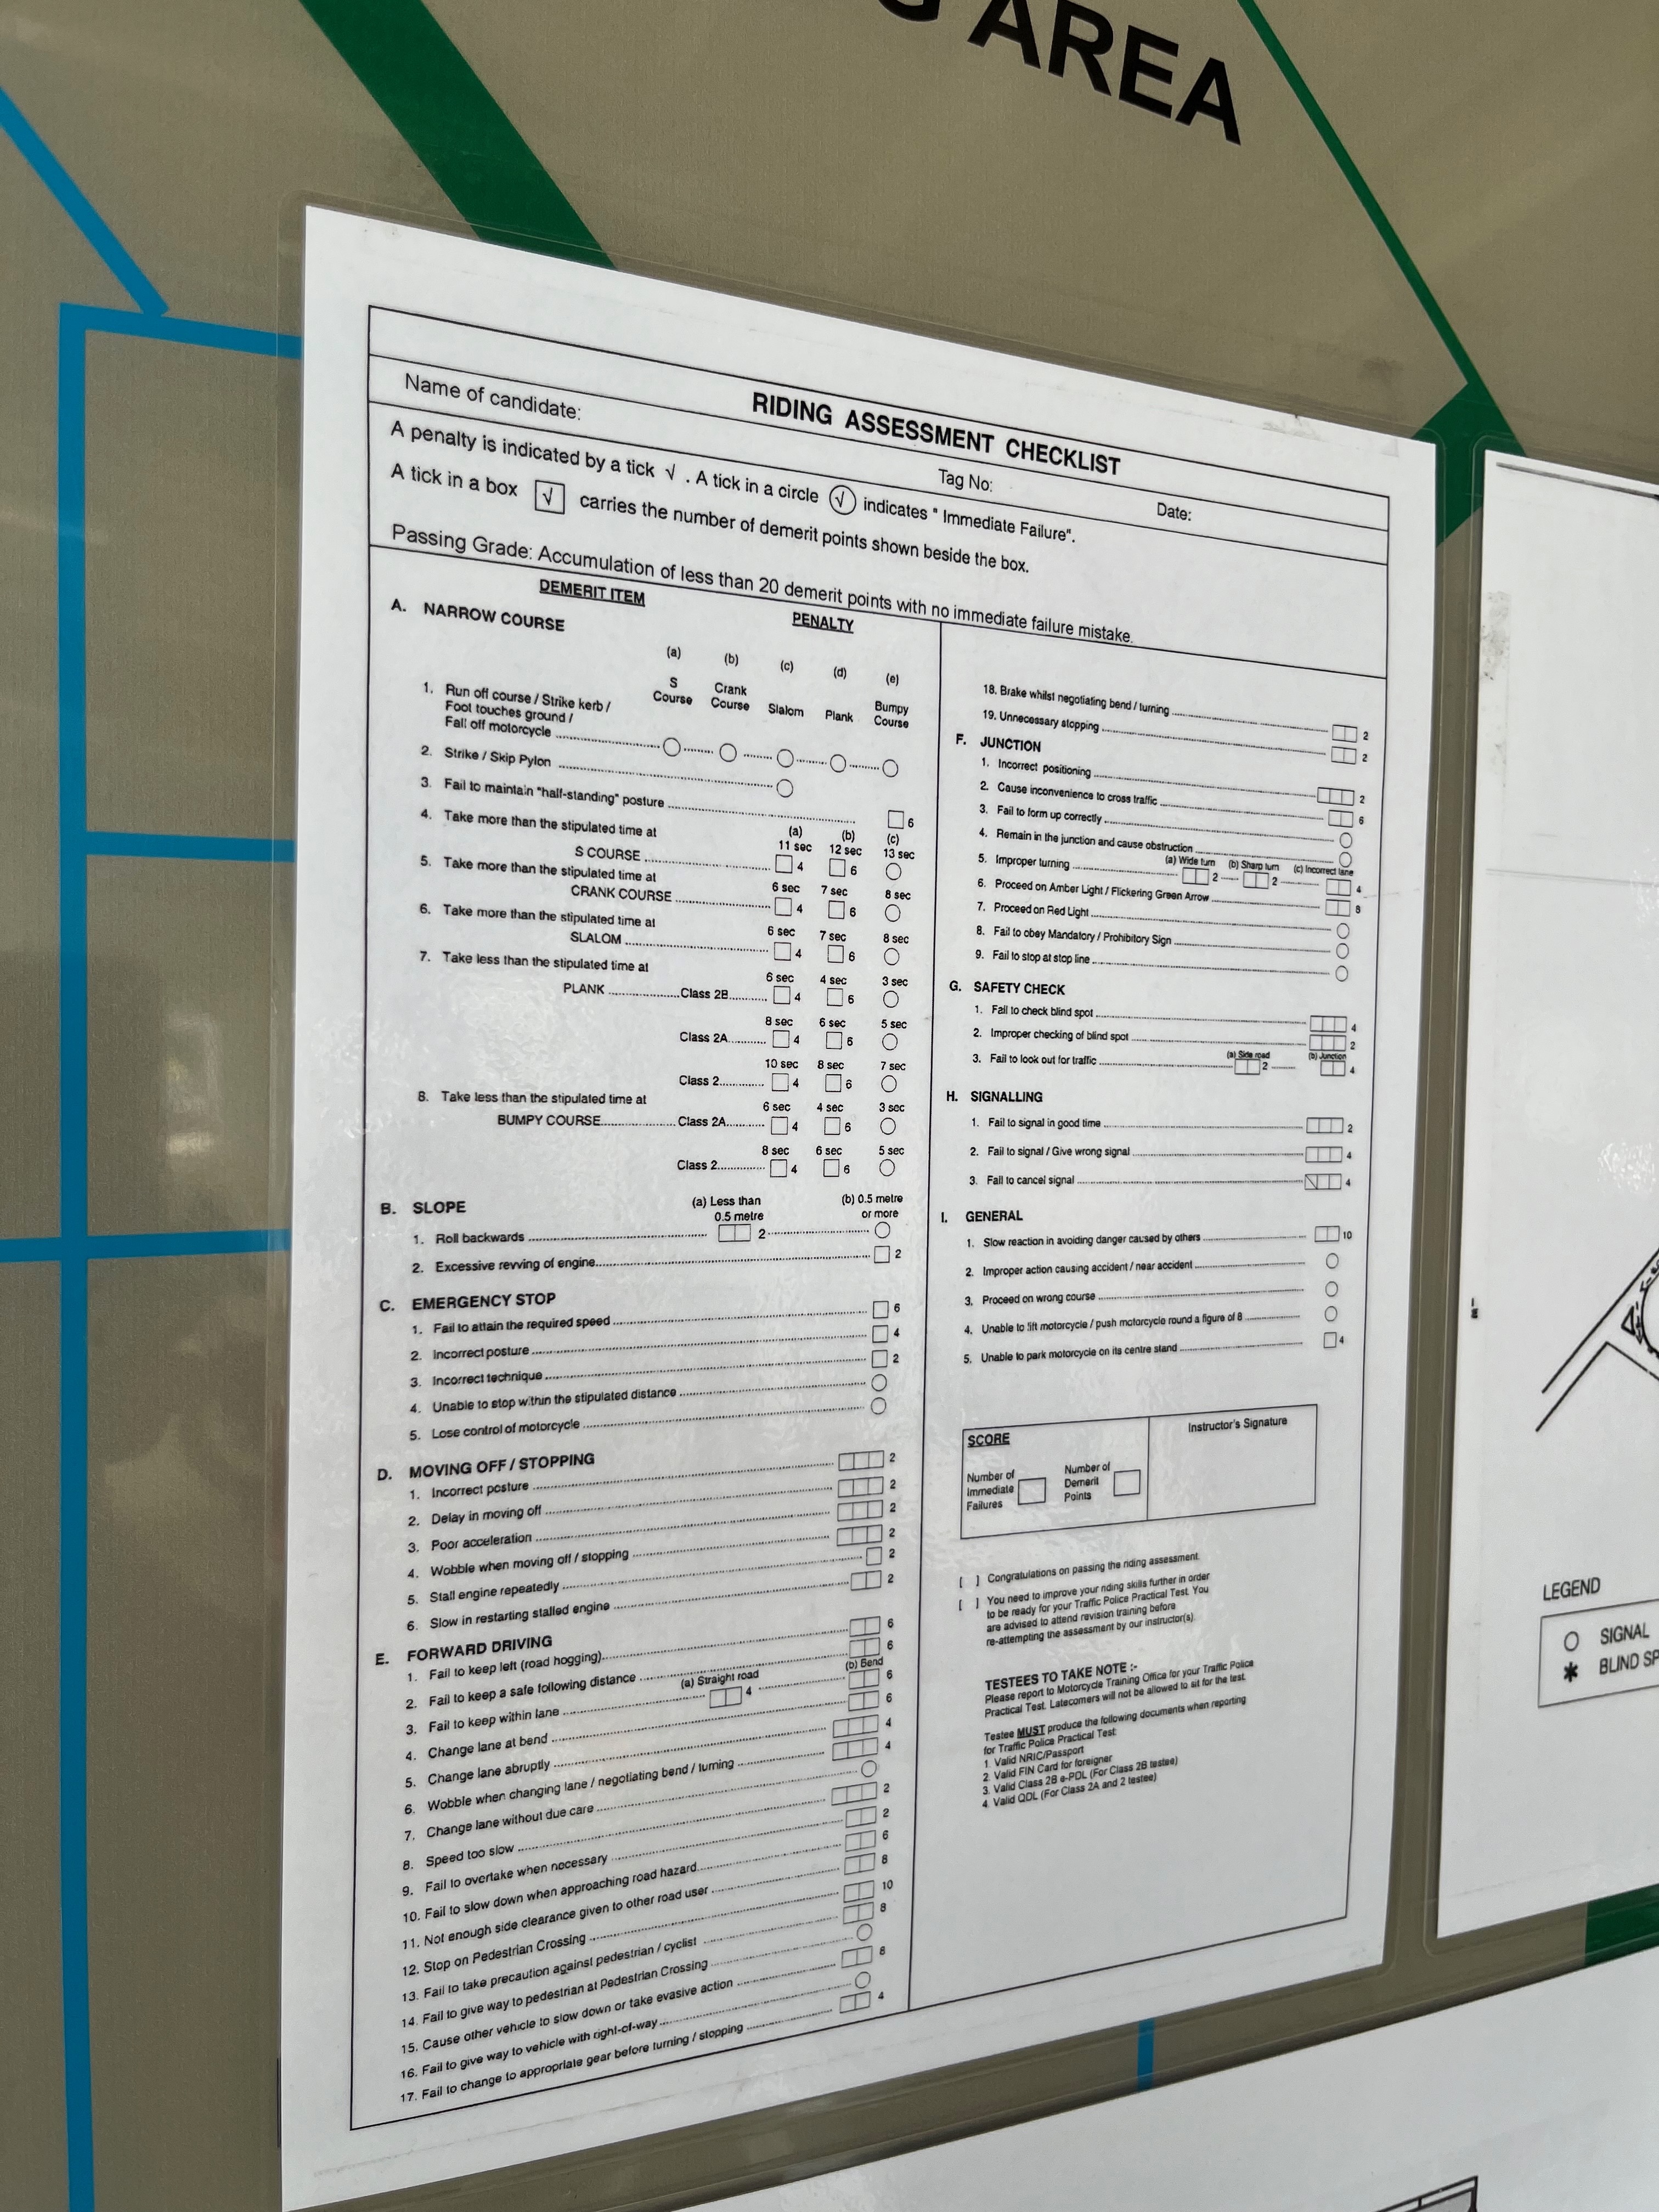 AREA
RIDING ASSESSMENT CHECKLIST
Name of candidate:
Tag No:
Date:
A penalty is indicated by a tick √ . A tick in a circle √ indicates " Immediate Failure".
A tick in a box √ carries the number of demerit points shown beside the box.
Passing Grade: Accumulation of less than 20 demerit points with no immediate failure mistake.
DEMERIT ITEM
PENALTY
A. NARROW COURSE
(a) (b) (c) (d) (e)
S Course
Crank Course
Slalom
Plank
Bumpy Course
1. Run off course / Strike kerb /
Foot touches ground /
Fall off motorcycle
2. Strike / Skip Pylon
3. Fail to maintain "half-standing" posture 6
4. Take more than the stipulated time at
(a) (b) (c)
11 sec 12 sec 13 sec
S COURSE 4 6
5. Take more than the stipulated time at
6 sec 7 sec 8 sec
CRANK COURSE 4 6
6. Take more than the stipulated time at
6 sec 7 sec 8 sec
SLALOM 4 6
7. Take less than the stipulated time at
6 sec 4 sec 3 sec
PLANK Class 2B 4 6
8 sec 6 sec 5 sec
Class 2A 4 6
10 sec 8 sec 7 sec
Class 2 4 6
8. Take less than the stipulated time at
6 sec 4 sec 3 sec
BUMPY COURSE Class 2A 4 6
8 sec 6 sec 5 sec
Class 2 4 6
B. SLOPE
(a) Less than 0.5 metre
(b) 0.5 metre or more
1. Roll backwards 2
2. Excessive revving of engine 2
C. EMERGENCY STOP
1. Fail to attain the required speed 6
2. Incorrect posture 4
3. Incorrect technique 2
4. Unable to stop within the stipulated distance
5. Lose control of motorcycle
D. MOVING OFF / STOPPING
1. Incorrect posture 2
2. Delay in moving off 2
3. Poor acceleration 2
4. Wobble when moving off / stopping 2
5. Stall engine repeatedly 2
6. Slow in restarting stalled engine 2
E. FORWARD DRIVING
1. Fail to keep left (road hogging) 6
2. Fail to keep a safe following distance 6
(a) Straight road (b) Bend
3. Fail to keep within lane 4 6
4. Change lane at bend 6
5. Change lane abruptly 4
6. Wobble when changing lane / negotiating bend / turning 4
7. Change lane without due care
8. Speed too slow 2
9. Fail to overtake when necessary 2
10. Fail to slow down when approaching road hazard 6
11. Not enough side clearance given to other road user 8
12. Stop on Pedestrian Crossing 10
13. Fail to take precaution against pedestrian / cyclist 8
14. Fail to give way to pedestrian at Pedestrian Crossing
15. Cause other vehicle to slow down or take evasive action 8
16. Fail to give way to vehicle with right-of-way
17. Fail to change to appropriate gear before turning / stopping 4
18. Brake whilst negotiating bend / turning 2
19. Unnecessary stopping 2
F. JUNCTION
1. Incorrect positioning 2
2. Cause inconvenience to cross traffic 6
3. Fail to form up correctly
4. Remain in the junction and cause obstruction
(a) Wide turn (b) Sharp turn (c) Incorrect lane
5. Improper turning 2 2 4
6. Proceed on Amber Light / Flickering Green Arrow 8
7. Proceed on Red Light
8. Fail to obey Mandatory / Prohibitory Sign
9. Fail to stop at stop line
G. SAFETY CHECK
1. Fail to check blind spot 4
2. Improper checking of blind spot 2
(a) Side road (b) Junction
3. Fail to look out for traffic 2 4
H. SIGNALLING
1. Fail to signal in good time 2
2. Fail to signal / Give wrong signal 4
3. Fail to cancel signal 4
I. GENERAL
1. Slow reaction in avoiding danger caused by others 10
2. Improper action causing accident / near accident
3. Proceed on wrong course
4. Unable to lift motorcycle / push motorcycle round a figure of 8
5. Unable to park motorcycle on its centre stand 4
SCORE
Number of Immediate Failures
Number of Demerit Points
Instructor's Signature
[ ] Congratulations on passing the riding assessment.
[ ] You need to improve your riding skills further in order
to be ready for your Traffic Police Practical Test. You
are advised to attend revision training before
re-attempting the assessment by our instructor(s).
TESTEES TO TAKE NOTE :-
Please report to Motorcycle Training Office for your Traffic Police
Practical Test. Latecomers will not be allowed to sit for the test.
Testee MUST produce the following documents when reporting
for Traffic Police Practical Test:
1. Valid NRIC/Passport
2. Valid FIN Card for foreigner
3. Valid Class 2B e-PDL (For Class 2B testee)
4. Valid QDL (For Class 2A and 2 testee)
LEGEND
SIGNAL
BLIND